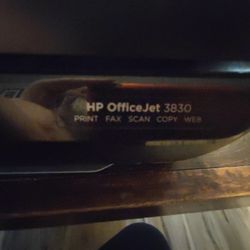 HP OfficeJet 3830
PRINT FAX SCAN COPY WEB